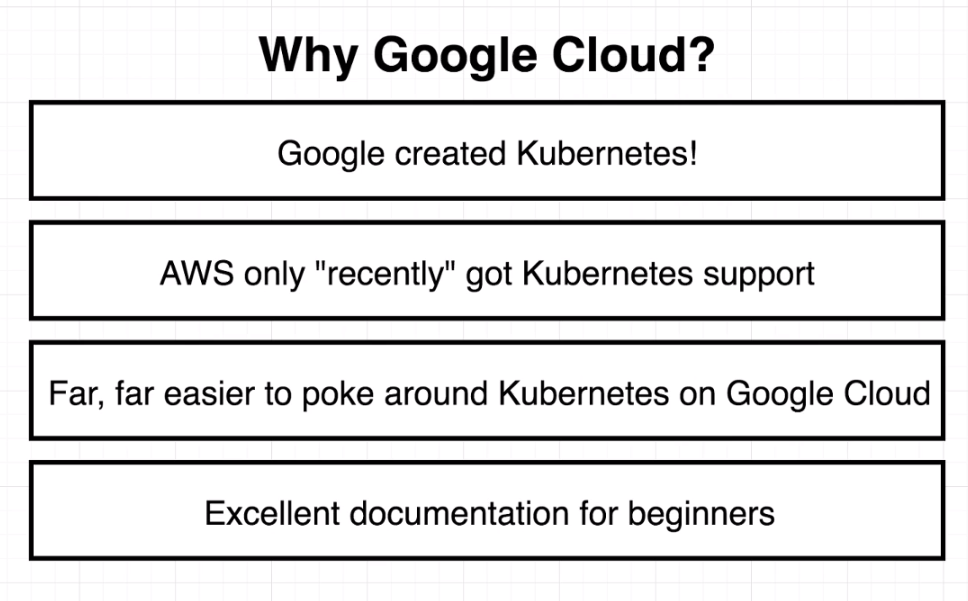 Why Google Cloud?
Google created Kubernetes!
AWS only "recently" got Kubernetes support
Far, far easier to poke around Kubernetes on Google Cloud
Excellent documentation for beginners